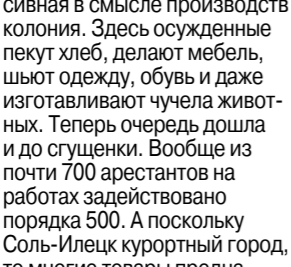 сивная в смысле производств
колония. Здесь осужденные
пекут хлеб, делают мебель,
шьют одежду, обувь и даже
изготавливают чучела живот-
ных. Теперь очередь дошла
и до сгущенки. Вообще из
почти 700 арестантов на
работах задействовано
порядка 500. А поскольку
Соль-Илецк курортный город,
то многие товары предна-